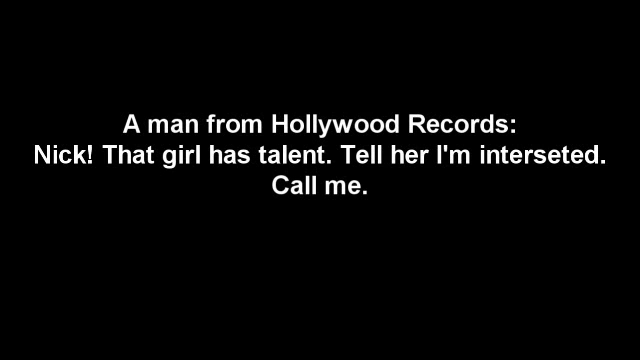 A man from Hollywood Records:
Nick! That girl has talent. Tell her I'm interseted.
Call me.